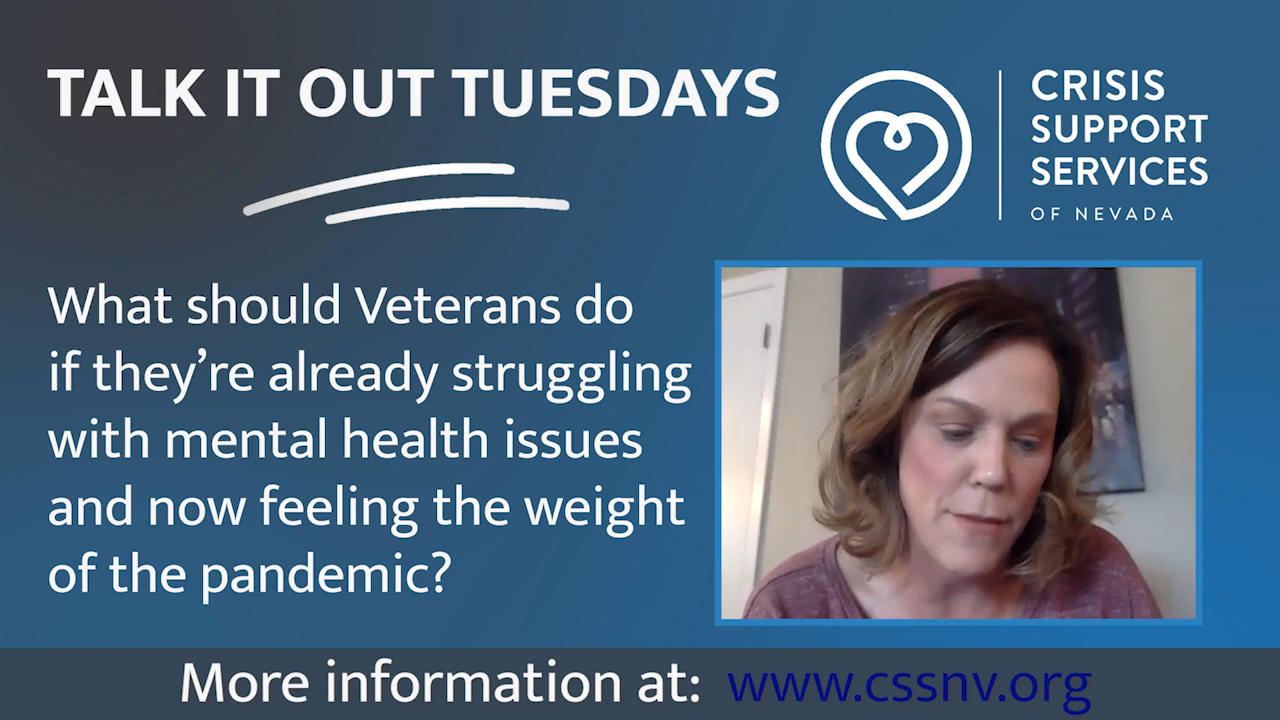 TALK IT OUT TUESDAYS
CRISIS
SUPPORT
SERVICES
OF NEVADA
What should Veterans do
if they’re already struggling
with mental health issues
and now feeling the weight
of the pandemic?
More information at: www.cssnv.org